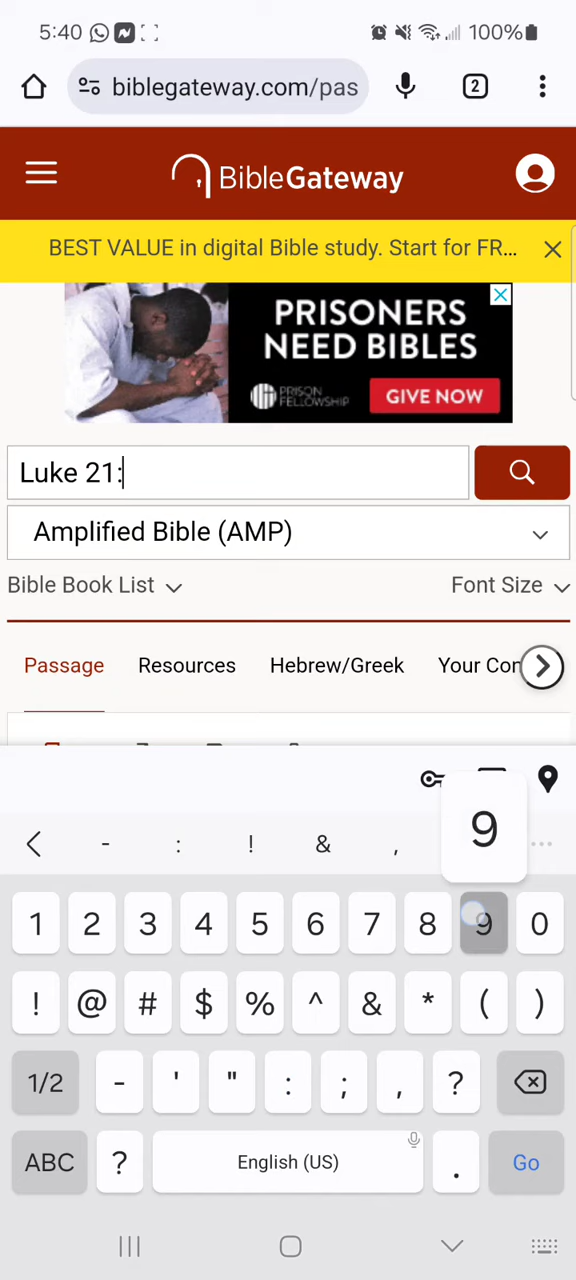 5:40 100%
biblegateway.com/pas 2
BibleGateway
BEST VALUE in digital Bible study. Start for FR...
PRISONERS
NEED BIBLES
PRISON
FELLOWSHIP
GIVE NOW
Luke 21:
Amplified Bible (AMP)
Bible Book List Font Size
Passage Resources Hebrew/Greek Your Con
9
- : ! & , ...
1 2 3 4 5 6 7 8 9 0
! @ # $ % ^ & * ( )
1/2 - ' " : ; , ?
ABC ? English (US) . Go